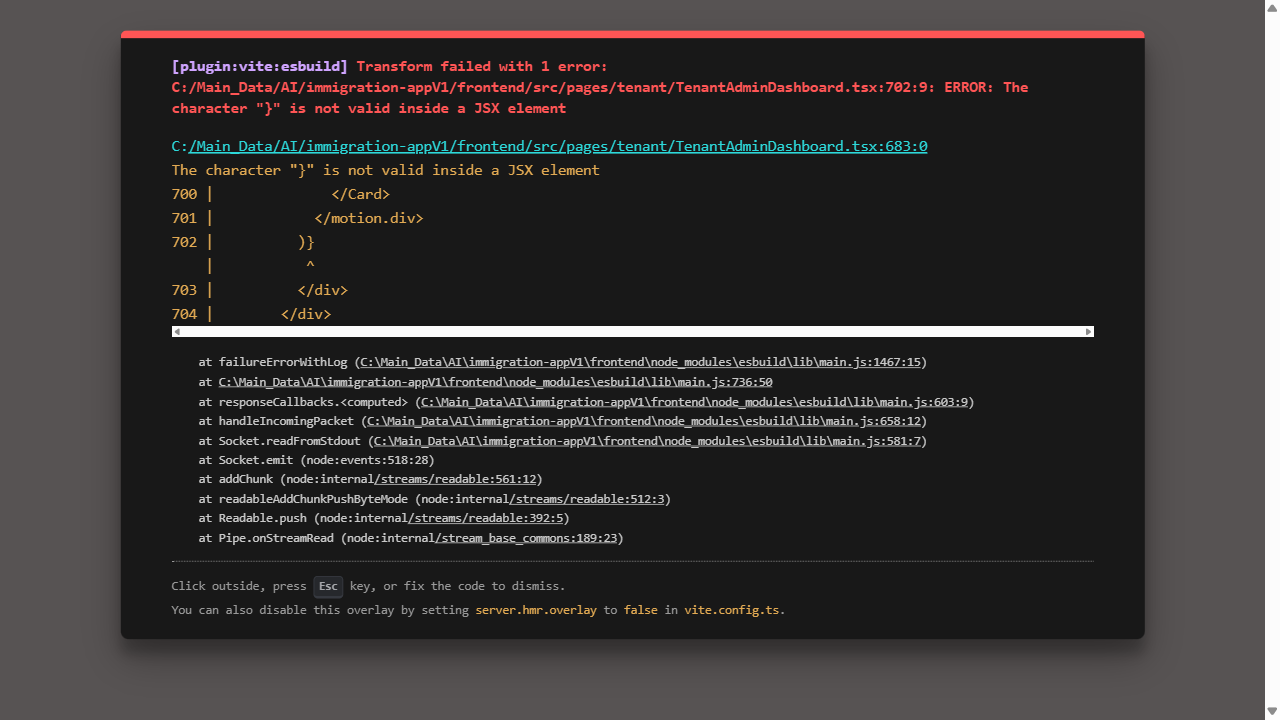 [plugin:vite:esbuild] Transform failed with 1 error:
C:/Main_Data/AI/immigration-appV1/frontend/src/pages/tenant/TenantAdminDashboard.tsx:702:9: ERROR: The
character "}" is not valid inside a JSX element
C:/Main_Data/AI/immigration-appV1/frontend/src/pages/tenant/TenantAdminDashboard.tsx:683:0
The character "}" is not valid inside a JSX element
700 |              </Card>
701 |            </motion.div>
702 |          )}
    |           ^
703 |          </div>
704 |        </div>
at failureErrorWithLog (C:\Main_Data\AI\immigration-appV1\frontend\node_modules\esbuild\lib\main.js:1467:15)
at C:\Main_Data\AI\immigration-appV1\frontend\node_modules\esbuild\lib\main.js:736:50
at responseCallbacks.<computed> (C:\Main_Data\AI\immigration-appV1\frontend\node_modules\esbuild\lib\main.js:603:9)
at handleIncomingPacket (C:\Main_Data\AI\immigration-appV1\frontend\node_modules\esbuild\lib\main.js:658:12)
at Socket.readFromStdout (C:\Main_Data\AI\immigration-appV1\frontend\node_modules\esbuild\lib\main.js:581:7)
at Socket.emit (node:events:518:28)
at addChunk (node:internal/streams/readable:561:12)
at readableAddChunkPushByteMode (node:internal/streams/readable:512:3)
at Readable.push (node:internal/streams/readable:392:5)
at Pipe.onStreamRead (node:internal/stream_base_commons:189:23)
Click outside, press Esc key, or fix the code to dismiss.
You can also disable this overlay by setting server.hmr.overlay to false in vite.config.ts.